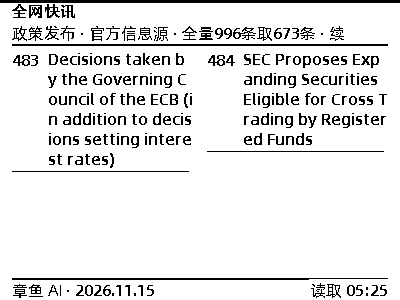 全网快讯
政策发布 · 官方信息源 · 全量996条取673条 · 续
483 Decisions taken b
y the Governing C
ouncil of the ECB (i
n addition to decis
ions setting intere
st rates)
484 SEC Proposes Exp
anding Securities
Eligible for Cross T
rading by Register
ed Funds
章鱼 AI · 2026.11.15
读取 05:25